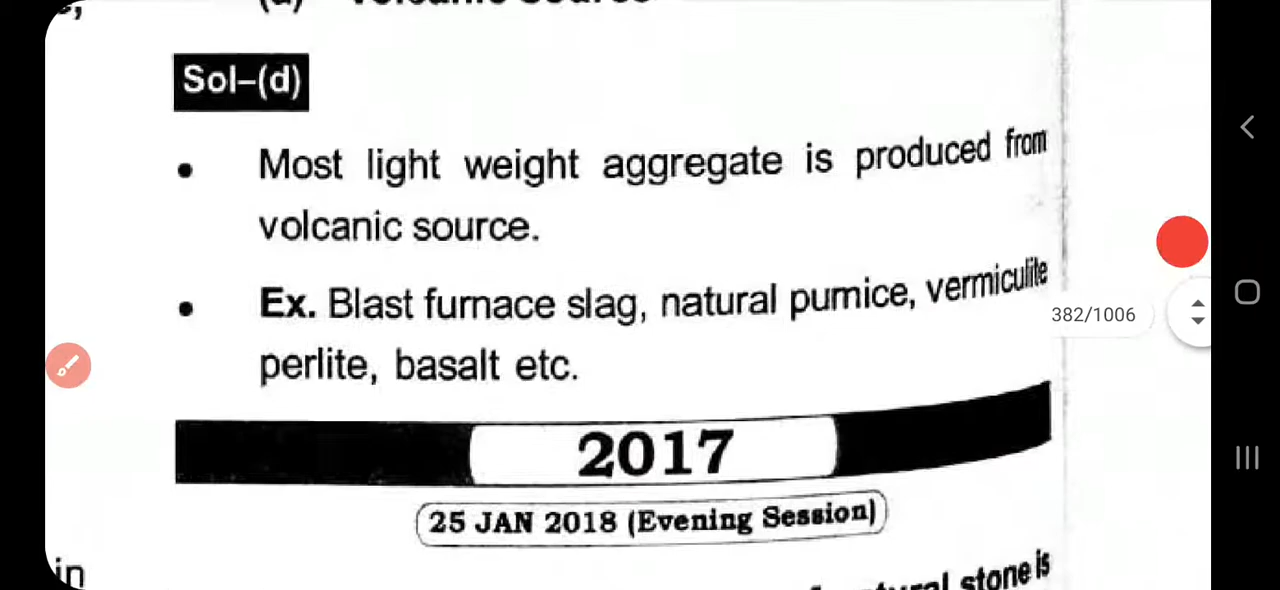 Sol–(d)
• Most light weight aggregate is produced from
volcanic source.
• Ex. Blast furnace slag, natural pumice, vermiculite
perlite, basalt etc.
382/1006
2017
25 JAN 2018 (Evening Session)
in
stone is